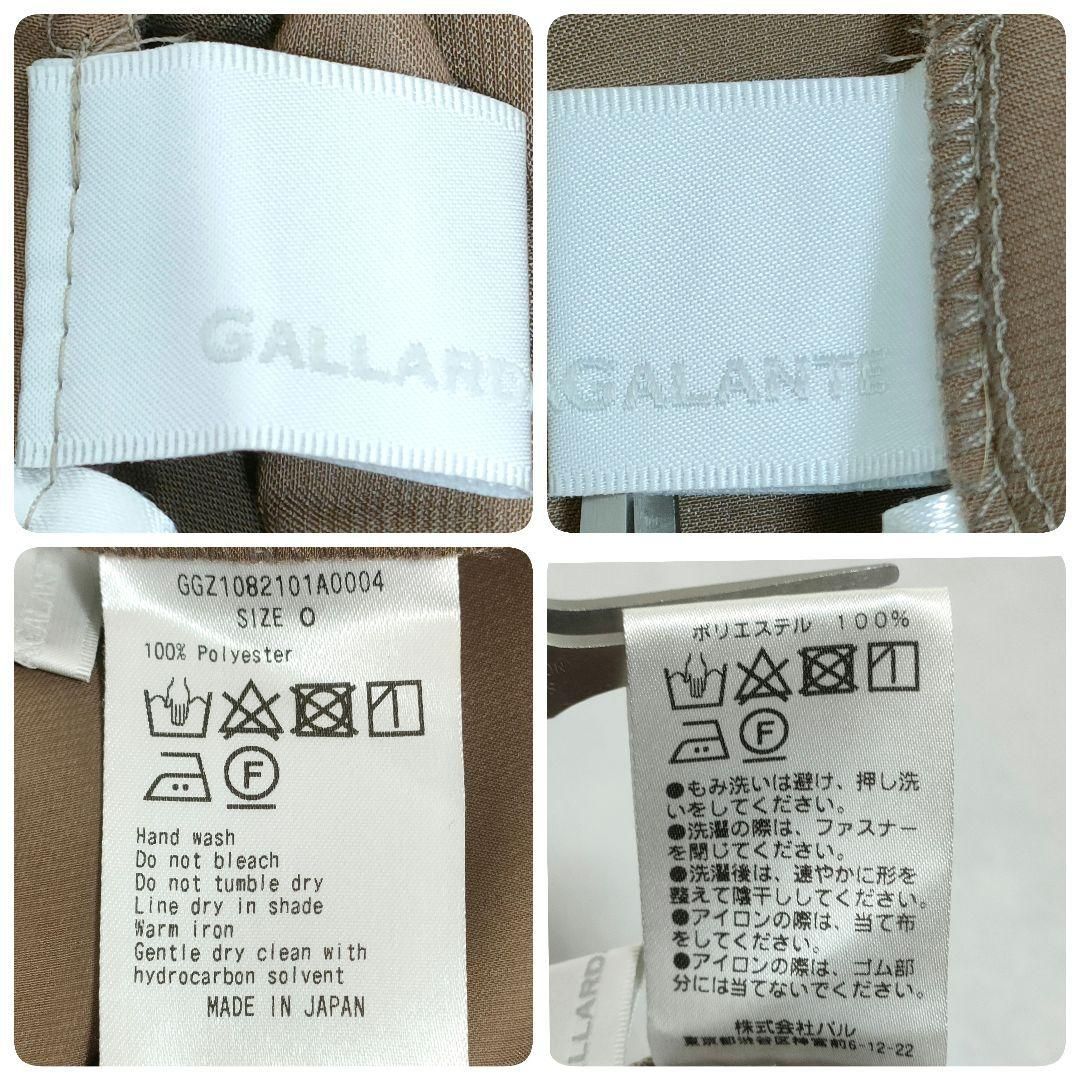 GALLARD
AGALANTE
GGZ1082101A0004
SIZE 0
100% Polyester
F
Hand wash
Do not bleach
Do not tumble dry
Line dry in shade
Warm iron
Gentle dry clean with
hydrocarbon solvent
MADE IN JAPAN
GALANT
ポリエステル 100%
F
●もみ洗いは避け、押し洗
いをしてください。
●洗濯の際は、ファスナー
を閉じてください。
●洗濯後は、速やかに形を
整えて陰干ししてください。
●アイロンの際は、当て布
をしてください。
●アイロンの際は、ゴム部
分には当てないでください。
株式会社パル
東京都渋谷区神宮前6-12-22
LLARD